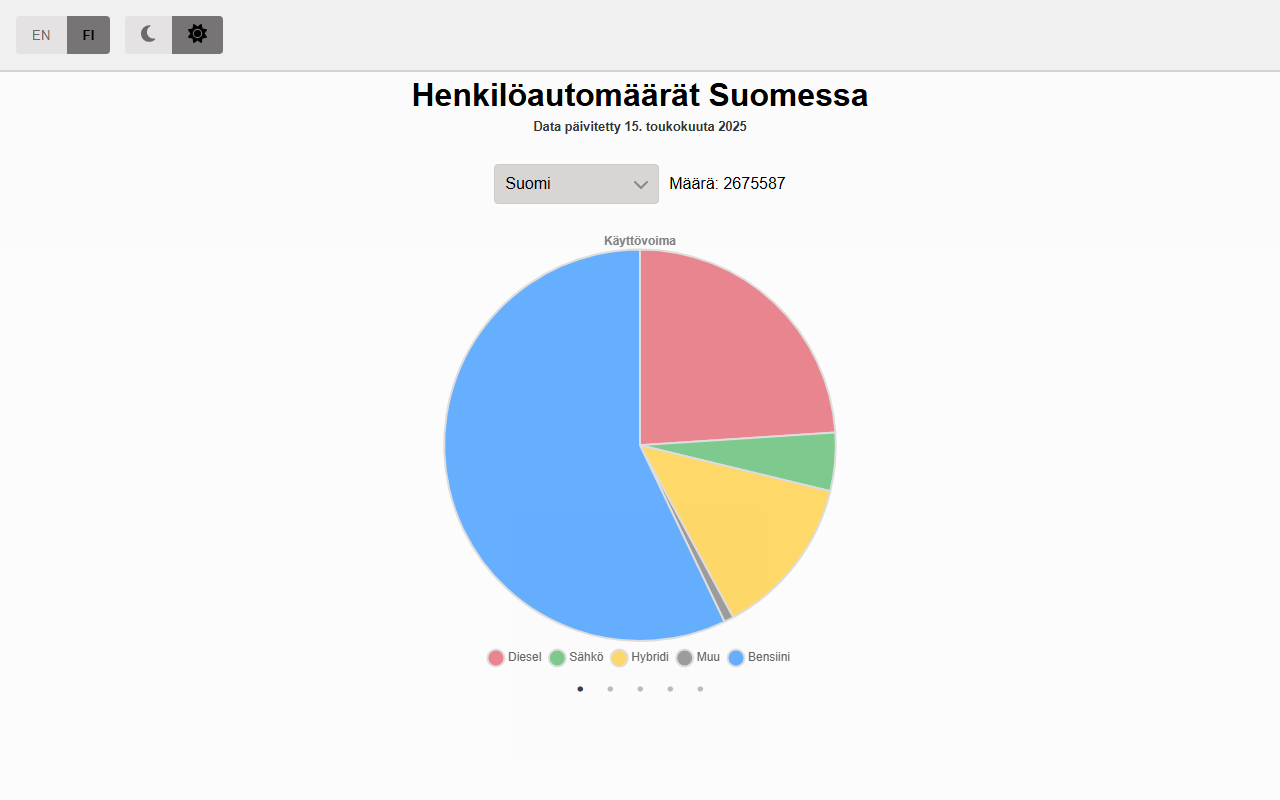 EN FI
Henkilöautomäärät Suomessa
Data päivitetty 15. toukokuuta 2025
Suomi Määrä: 2675587
Käyttövoima
Diesel Sähkö Hybridi Muu Bensiini